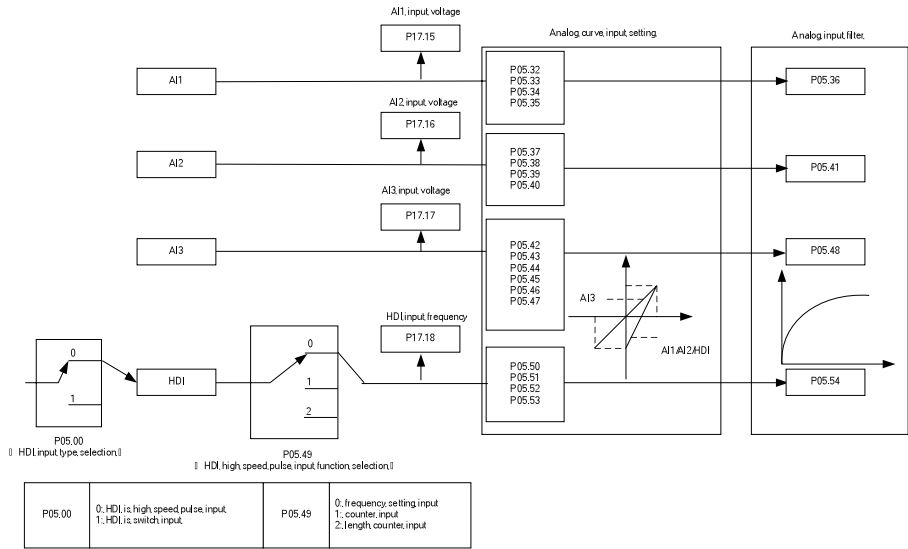 AI1, input, voltage
P17.15
Analog, curve, input, setting,
Analog, input, filter,
AI1
P05.32
P05.33
P05.34
P05.35
P05.36
AI2, input, voltage
P17.16
AI2
P05.37
P05.38
P05.39
P05.40
P05.41
AI3, input, voltage
P17.17
AI3
P05.42
P05.43
P05.44
P05.45
P05.46
P05.47
P05.48
AI3
AI1/AI2/HDI
HDI, input, frequency
P17.18
0
1
HDI
0
1
2
P05.50
P05.51
P05.52
P05.53
P05.54
P05.00
HDI, input, type, selection,
P05.49
HDI, high, speed, pulse, input, function, selection,
P05.00
0:, HDI, is, high, speed, pulse, input,
1:, HDI, is, switch, input,
P05.49
0:, frequency, setting, input
1:, counter, input
2:, length, counter, input